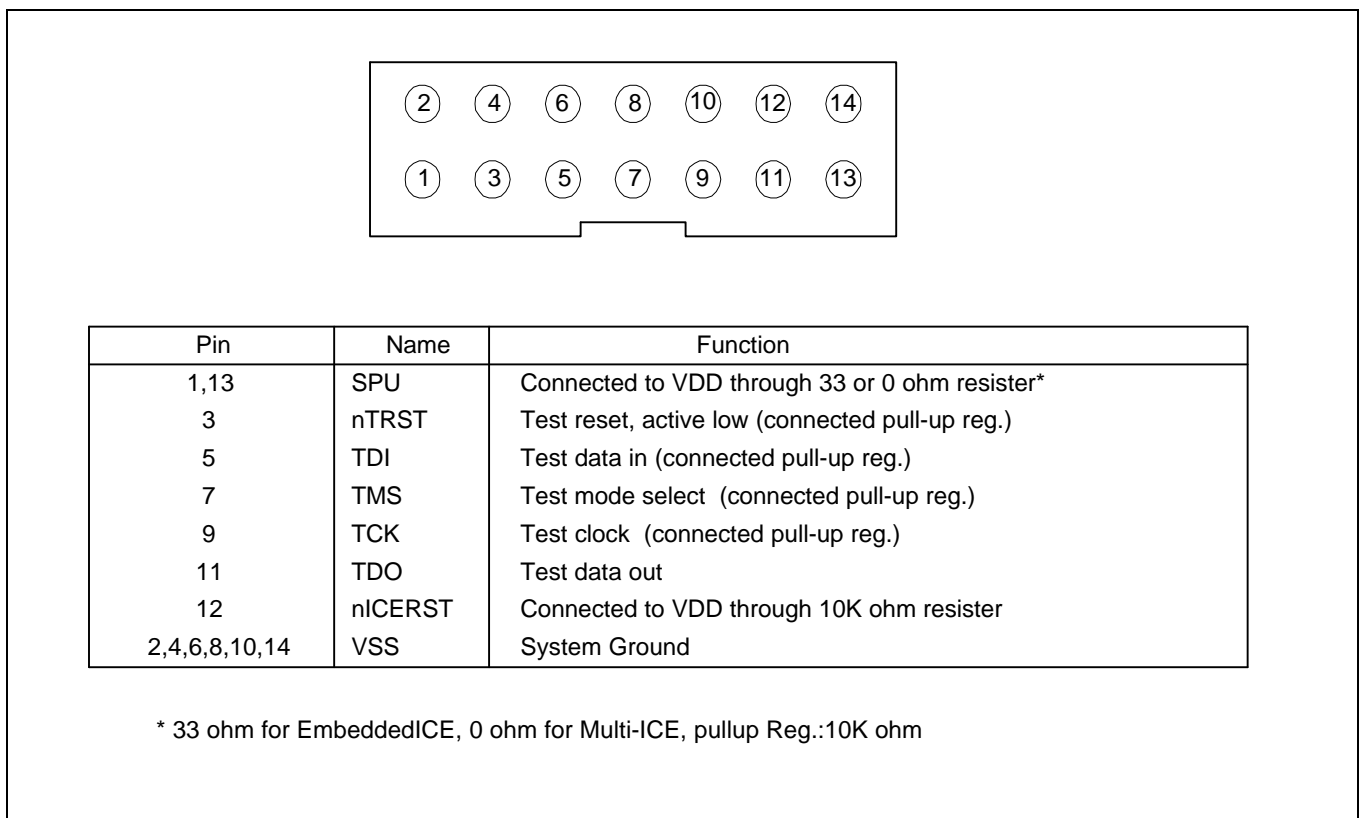 2 4 6 8 10 12 14
1 3 5 7 9 11 13
Pin Name Function
1,13 SPU Connected to VDD through 33 or 0 ohm resister*
3 nTRST Test reset, active low (connected pull-up reg.)
5 TDI Test data in (connected pull-up reg.)
7 TMS Test mode select (connected pull-up reg.)
9 TCK Test clock (connected pull-up reg.)
11 TDO Test data out
12 nICERST Connected to VDD through 10K ohm resister
2,4,6,8,10,14 VSS System Ground
* 33 ohm for EmbeddedICE, 0 ohm for Multi-ICE, pullup Reg.:10K ohm